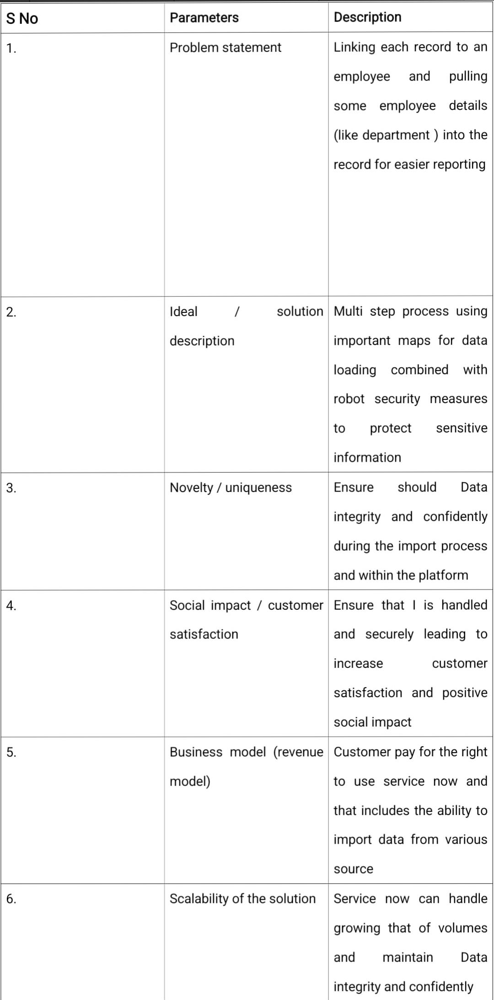 S No Parameters Description
1. Problem statement Linking each record to an
employee and pulling
some employee details
(like department ) into the
record for easier reporting
2. Ideal / solution Multi step process using
description important maps for data
loading combined with
robot security measures
to protect sensitive
information
3. Novelty / uniqueness Ensure should Data
integrity and confidently
during the import process
and within the platform
4. Social impact / customer Ensure that I is handled
satisfaction and securely leading to
increase customer
satisfaction and positive
social impact
5. Business model (revenue Customer pay for the right
model) to use service now and
that includes the ability to
import data from various
source
6. Scalability of the solution Service now can handle
growing that of volumes
and maintain Data
integrity and confidently